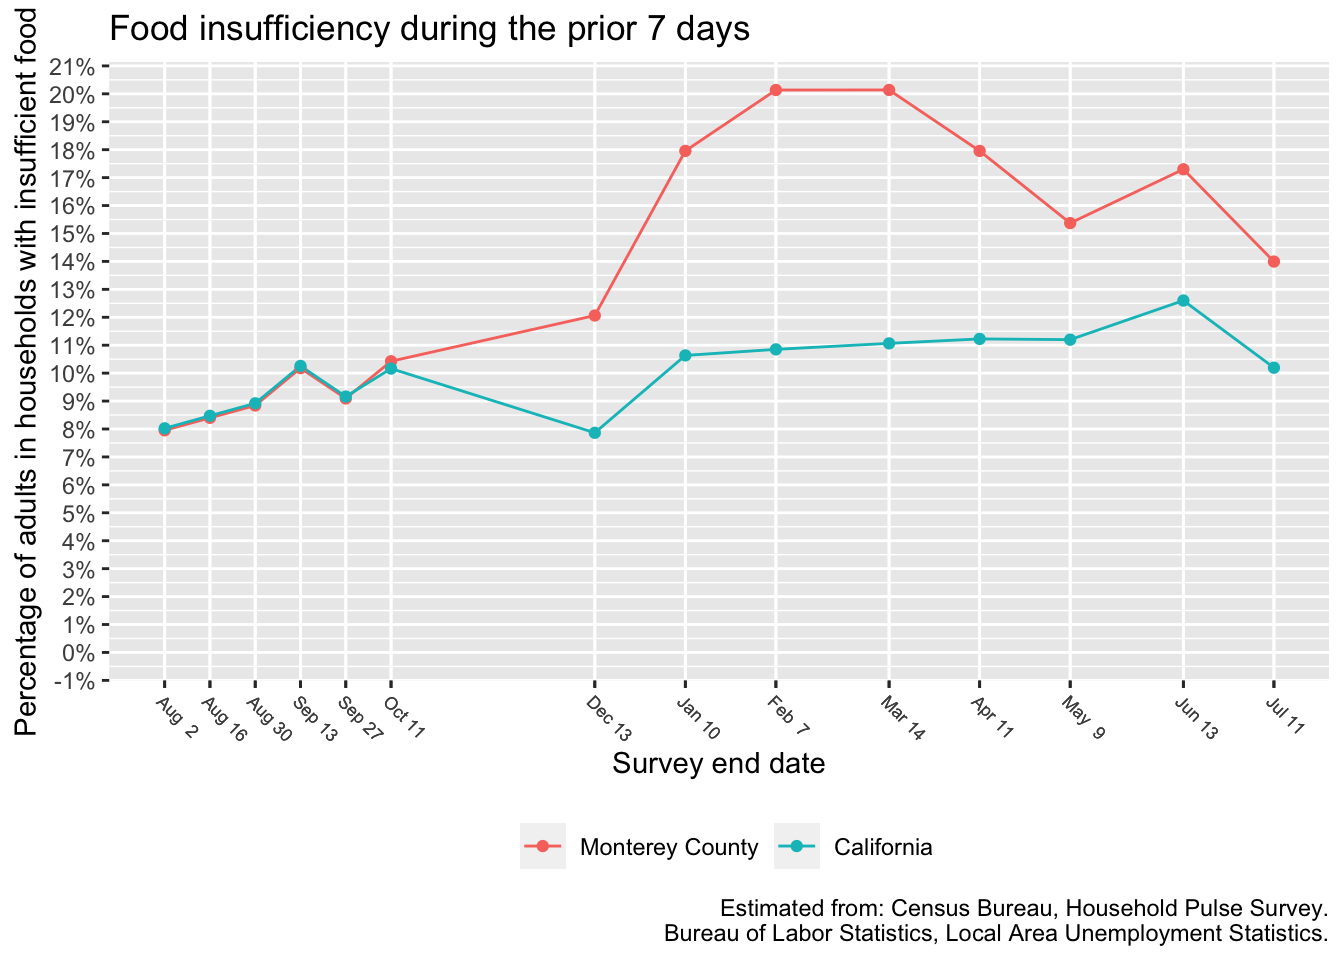 Food insufficiency during the prior 7 days
Percentage of adults in households with insufficient food
21%
20%
19%
18%
17%
16%
15%
14%
13%
12%
11%
10%
9%
8%
7%
6%
5%
4%
3%
2%
1%
0%
-1%
Aug 2
Aug 16
Aug 30
Sep 13
Sep 27
Oct 11
Dec 13
Jan 10
Feb 7
Mar 14
Apr 11
May 9
Jun 13
Jul 11
Survey end date
Monterey County
California
Estimated from: Census Bureau, Household Pulse Survey.
Bureau of Labor Statistics, Local Area Unemployment Statistics.